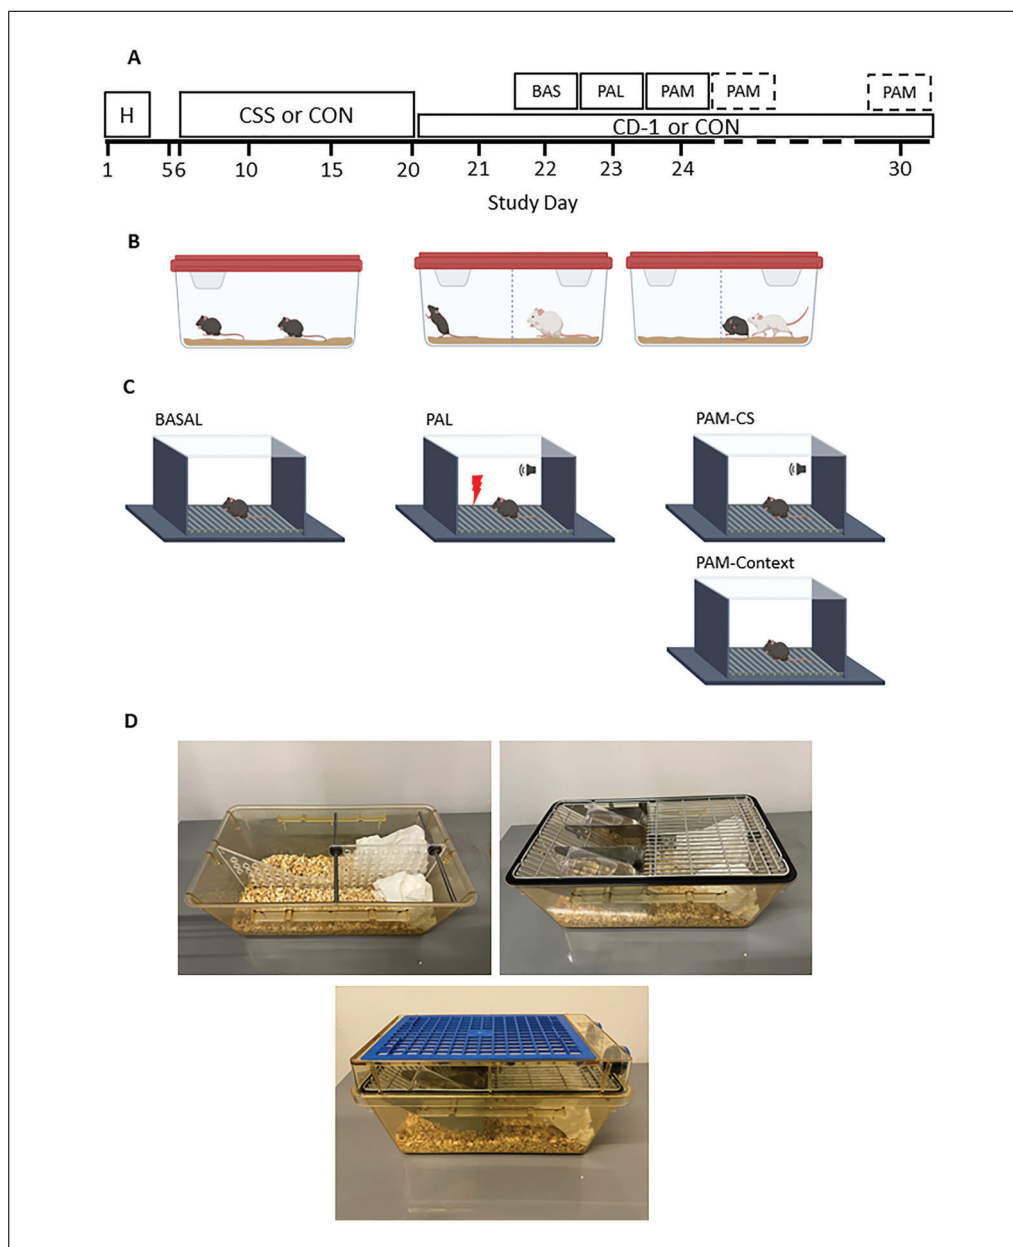 A
BAS PAL PAM PAM PAM
H CSS or CON
CD-1 or CON
1 5 6 10 15 20 21 22 23 24 30
Study Day
B
C
BASAL PAL PAM-CS
PAM-Context
D